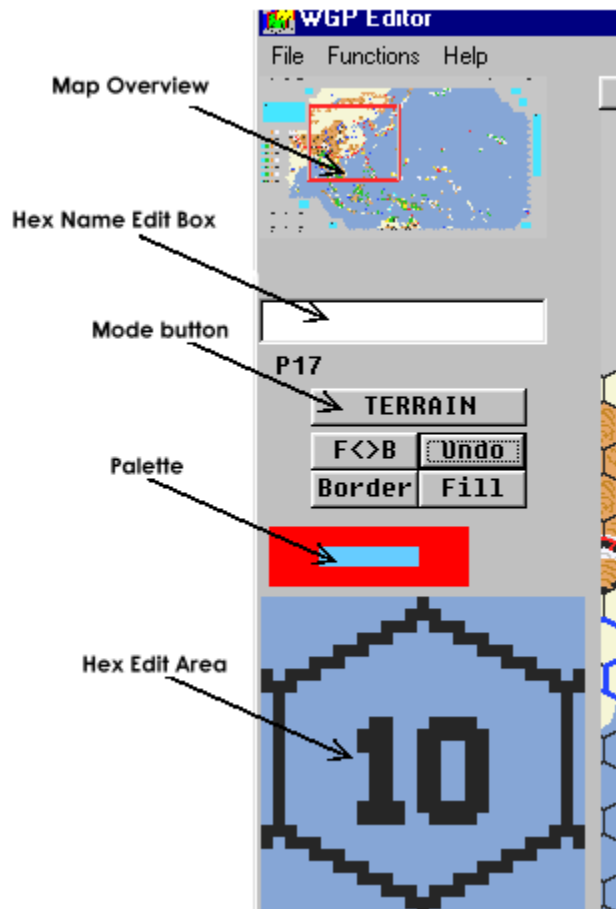 WGP Editor
File Functions Help
Map Overview
Hex Name Edit Box
Mode button
P17
TERRAIN
F<>B Undo
Palette
Border Fill
Hex Edit Area
10